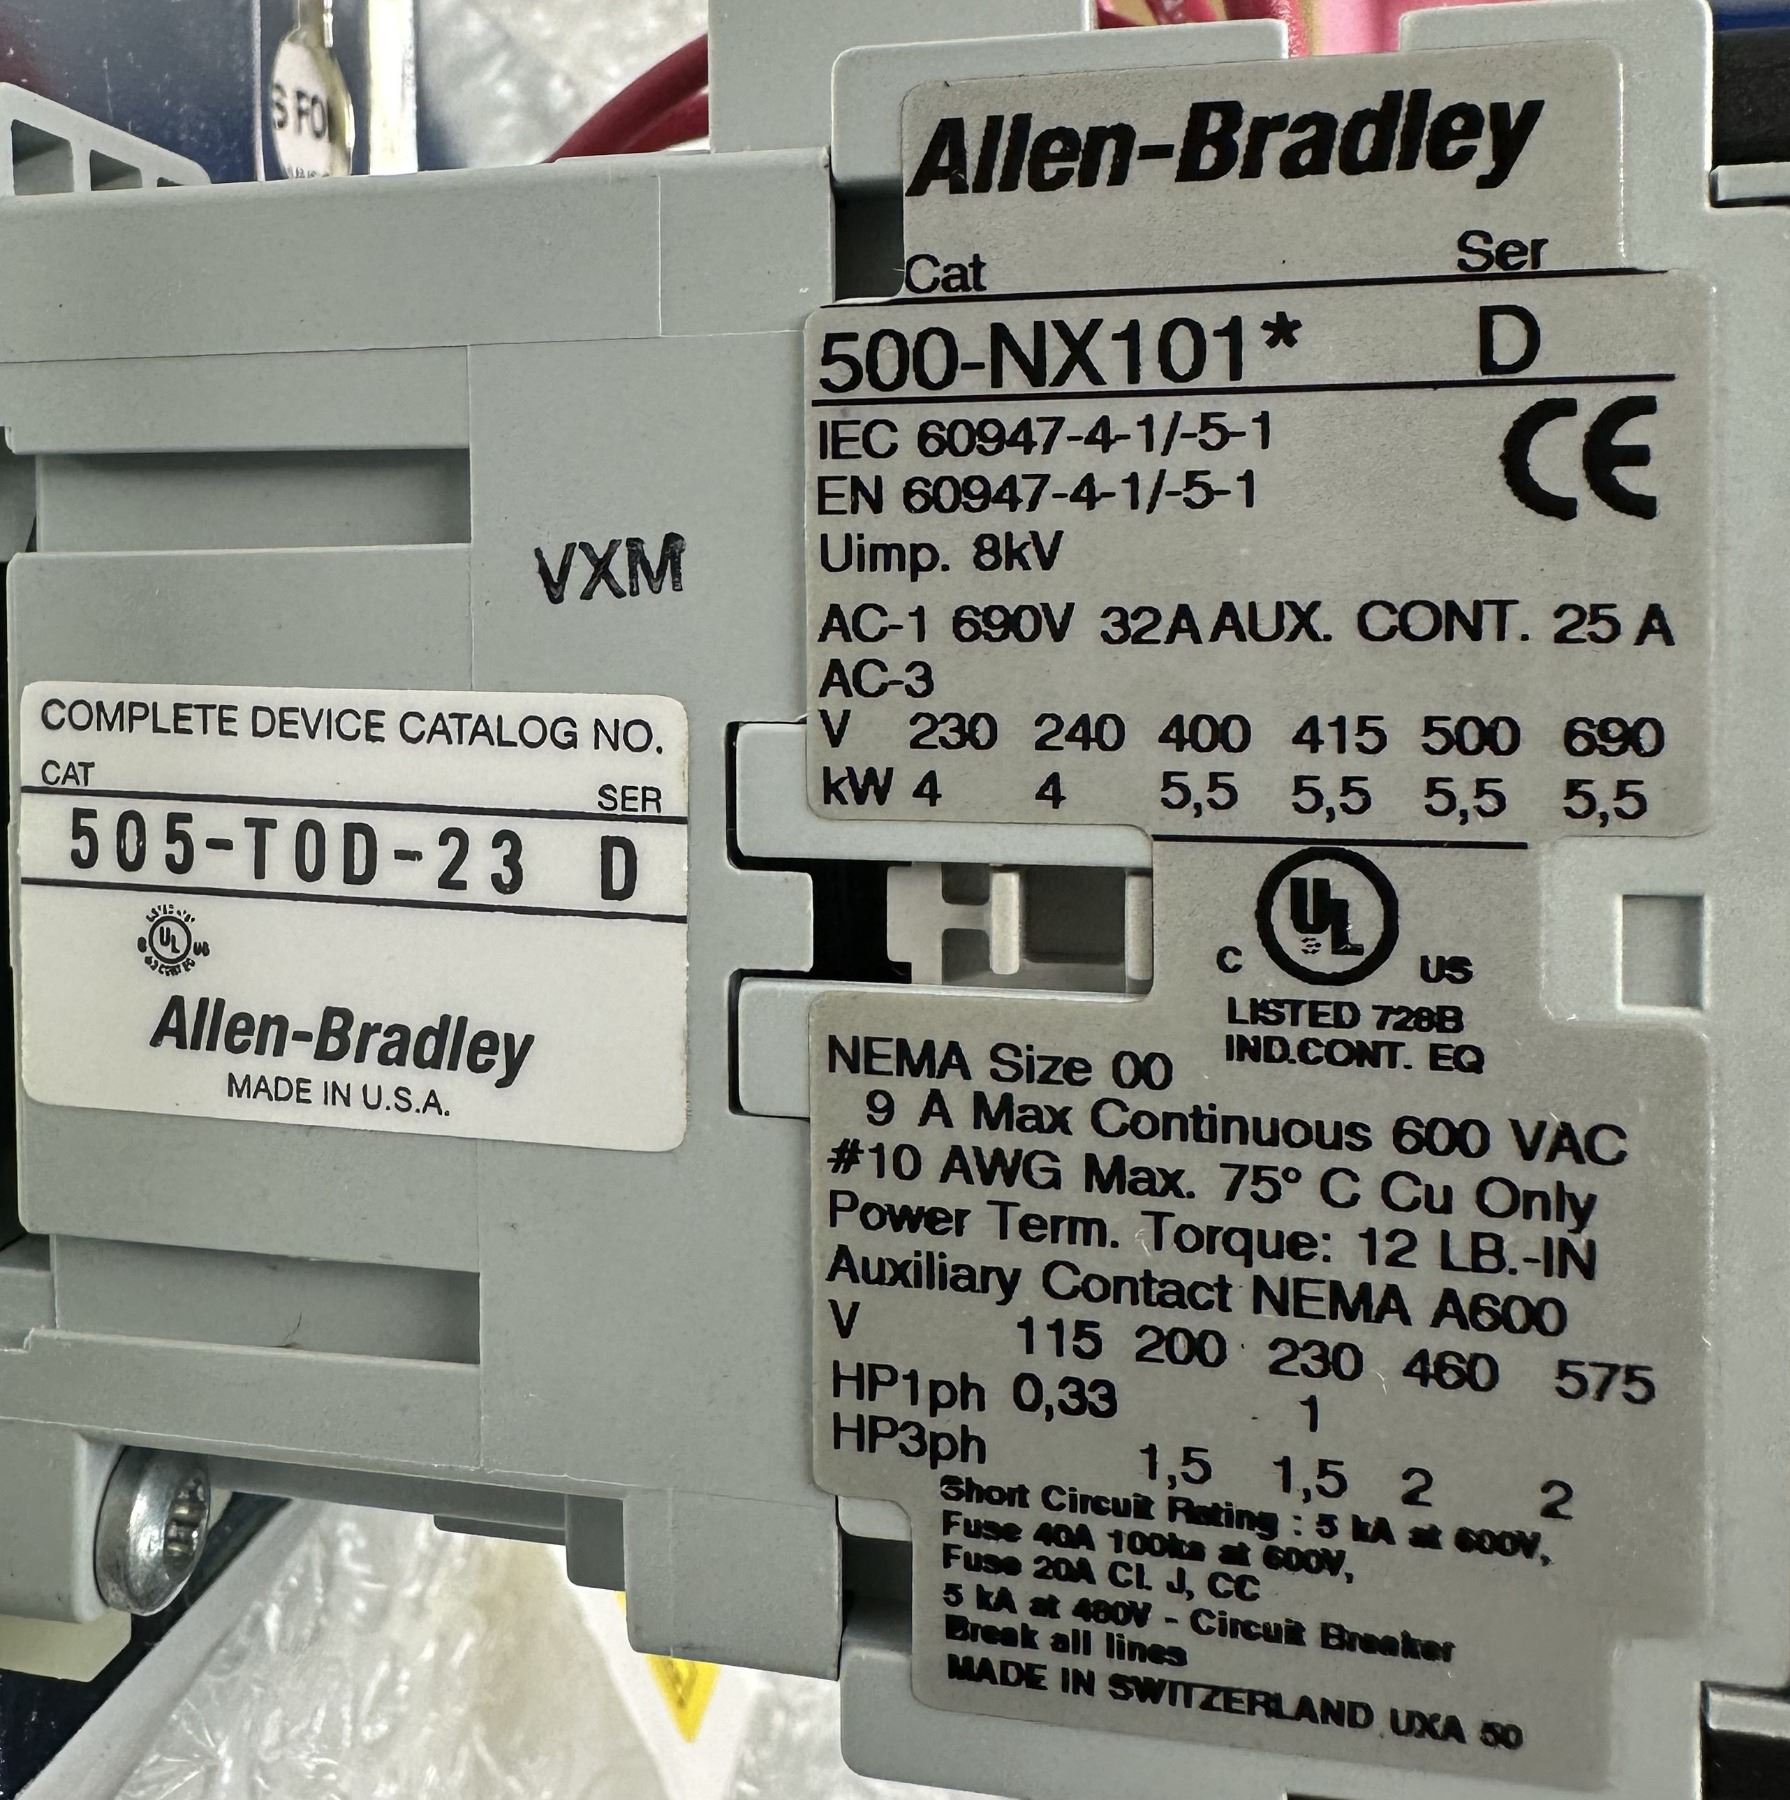 S FO
VXM
COMPLETE DEVICE CATALOG NO.
CAT SER
505-TOD-23 D
UL
Allen-Bradley
MADE IN U.S.A.
Allen-Bradley
Cat Ser
500-NX101* D
IEC 60947-4-1/-5-1
CE
EN 60947-4-1/-5-1
Uimp. 8kV
AC-1 690V 32A AUX. CONT. 25 A
AC-3
V 230 240 400 415 500 690
kW 4 4 5,5 5,5 5,5 5,5
C UL US
LISTED 728B
IND.CONT. EQ
NEMA Size 00
9 A Max Continuous 600 VAC
#10 AWG Max. 75° C Cu Only
Power Term. Torque: 12 LB.-IN
Auxiliary Contact NEMA A600
V 115 200 230 460 575
HP1ph 0,33 1
HP3ph 1,5 1,5 2 2
Short Circuit Rating : 5 kA at 600V,
Fuse 40A at 600V,
Fuse 20A CI. J, CC
5 kA at 480V - Circuit Breaker
Break all lines
MADE IN SWITZERLAND UXA 50